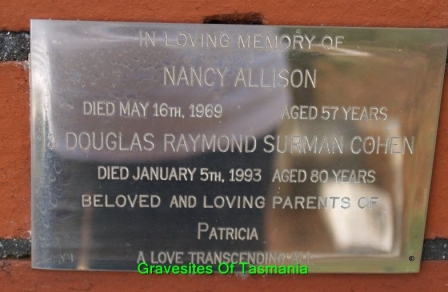 IN LOVING MEMORY OF
NANCY ALLISON
DIED MAY 16TH, 1969 AGED 57 YEARS
DOUGLAS RAYMOND SURMAN COHEN
DIED JANUARY 5TH, 1993 AGED 80 YEARS
BELOVED AND LOVING PARENTS OF
PATRICIA
A LOVE TRANSCENDING ALL
Gravesites Of Tasmania
©